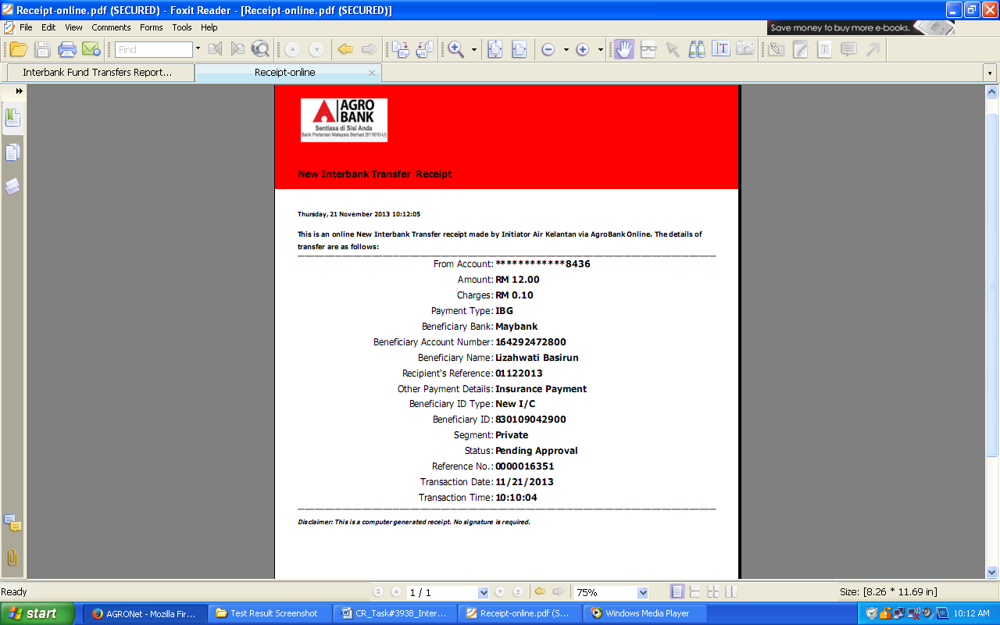 Receipt-online.pdf (SECURED) - Foxit Reader - [Receipt-online.pdf (SECURED)]
File Edit View Comments Forms Tools Help
Save money to buy more e-books.
Find
Interbank Fund Transfers Report...
Receipt-online
AGRO
BANK
Sentiasa di Sisi Anda
Bank Pertanian Malaysia Berhad (811810-U)
New Interbank Transfer Receipt
Thursday, 21 November 2013 10:12:05
This is an online New Interbank Transfer receipt made by Initiator Air Kelantan via AgroBank Online. The details of
transfer are as follows:
From Account: ************8436
Amount: RM 12.00
Charges: RM 0.10
Payment Type: IBG
Beneficiary Bank: Maybank
Beneficiary Account Number: 164292472800
Beneficiary Name: Lizahwati Basirun
Recipient's Reference: 01122013
Other Payment Details: Insurance Payment
Beneficiary ID Type: New I/C
Beneficiary ID: 830109042900
Segment: Private
Status: Pending Approval
Reference No.: 0000016351
Transaction Date: 11/21/2013
Transaction Time: 10:10:04
Disclaimer: This is a computer generated receipt. No signature is required.
Ready
1 / 1
75%
Size: [8.26 * 11.69 in]
start
AGRONet - Mozilla Fir...
Test Result Screenshot
CR_Task#3938_Inter...
Receipt-online.pdf (S...
Windows Media Player
10:12 AM